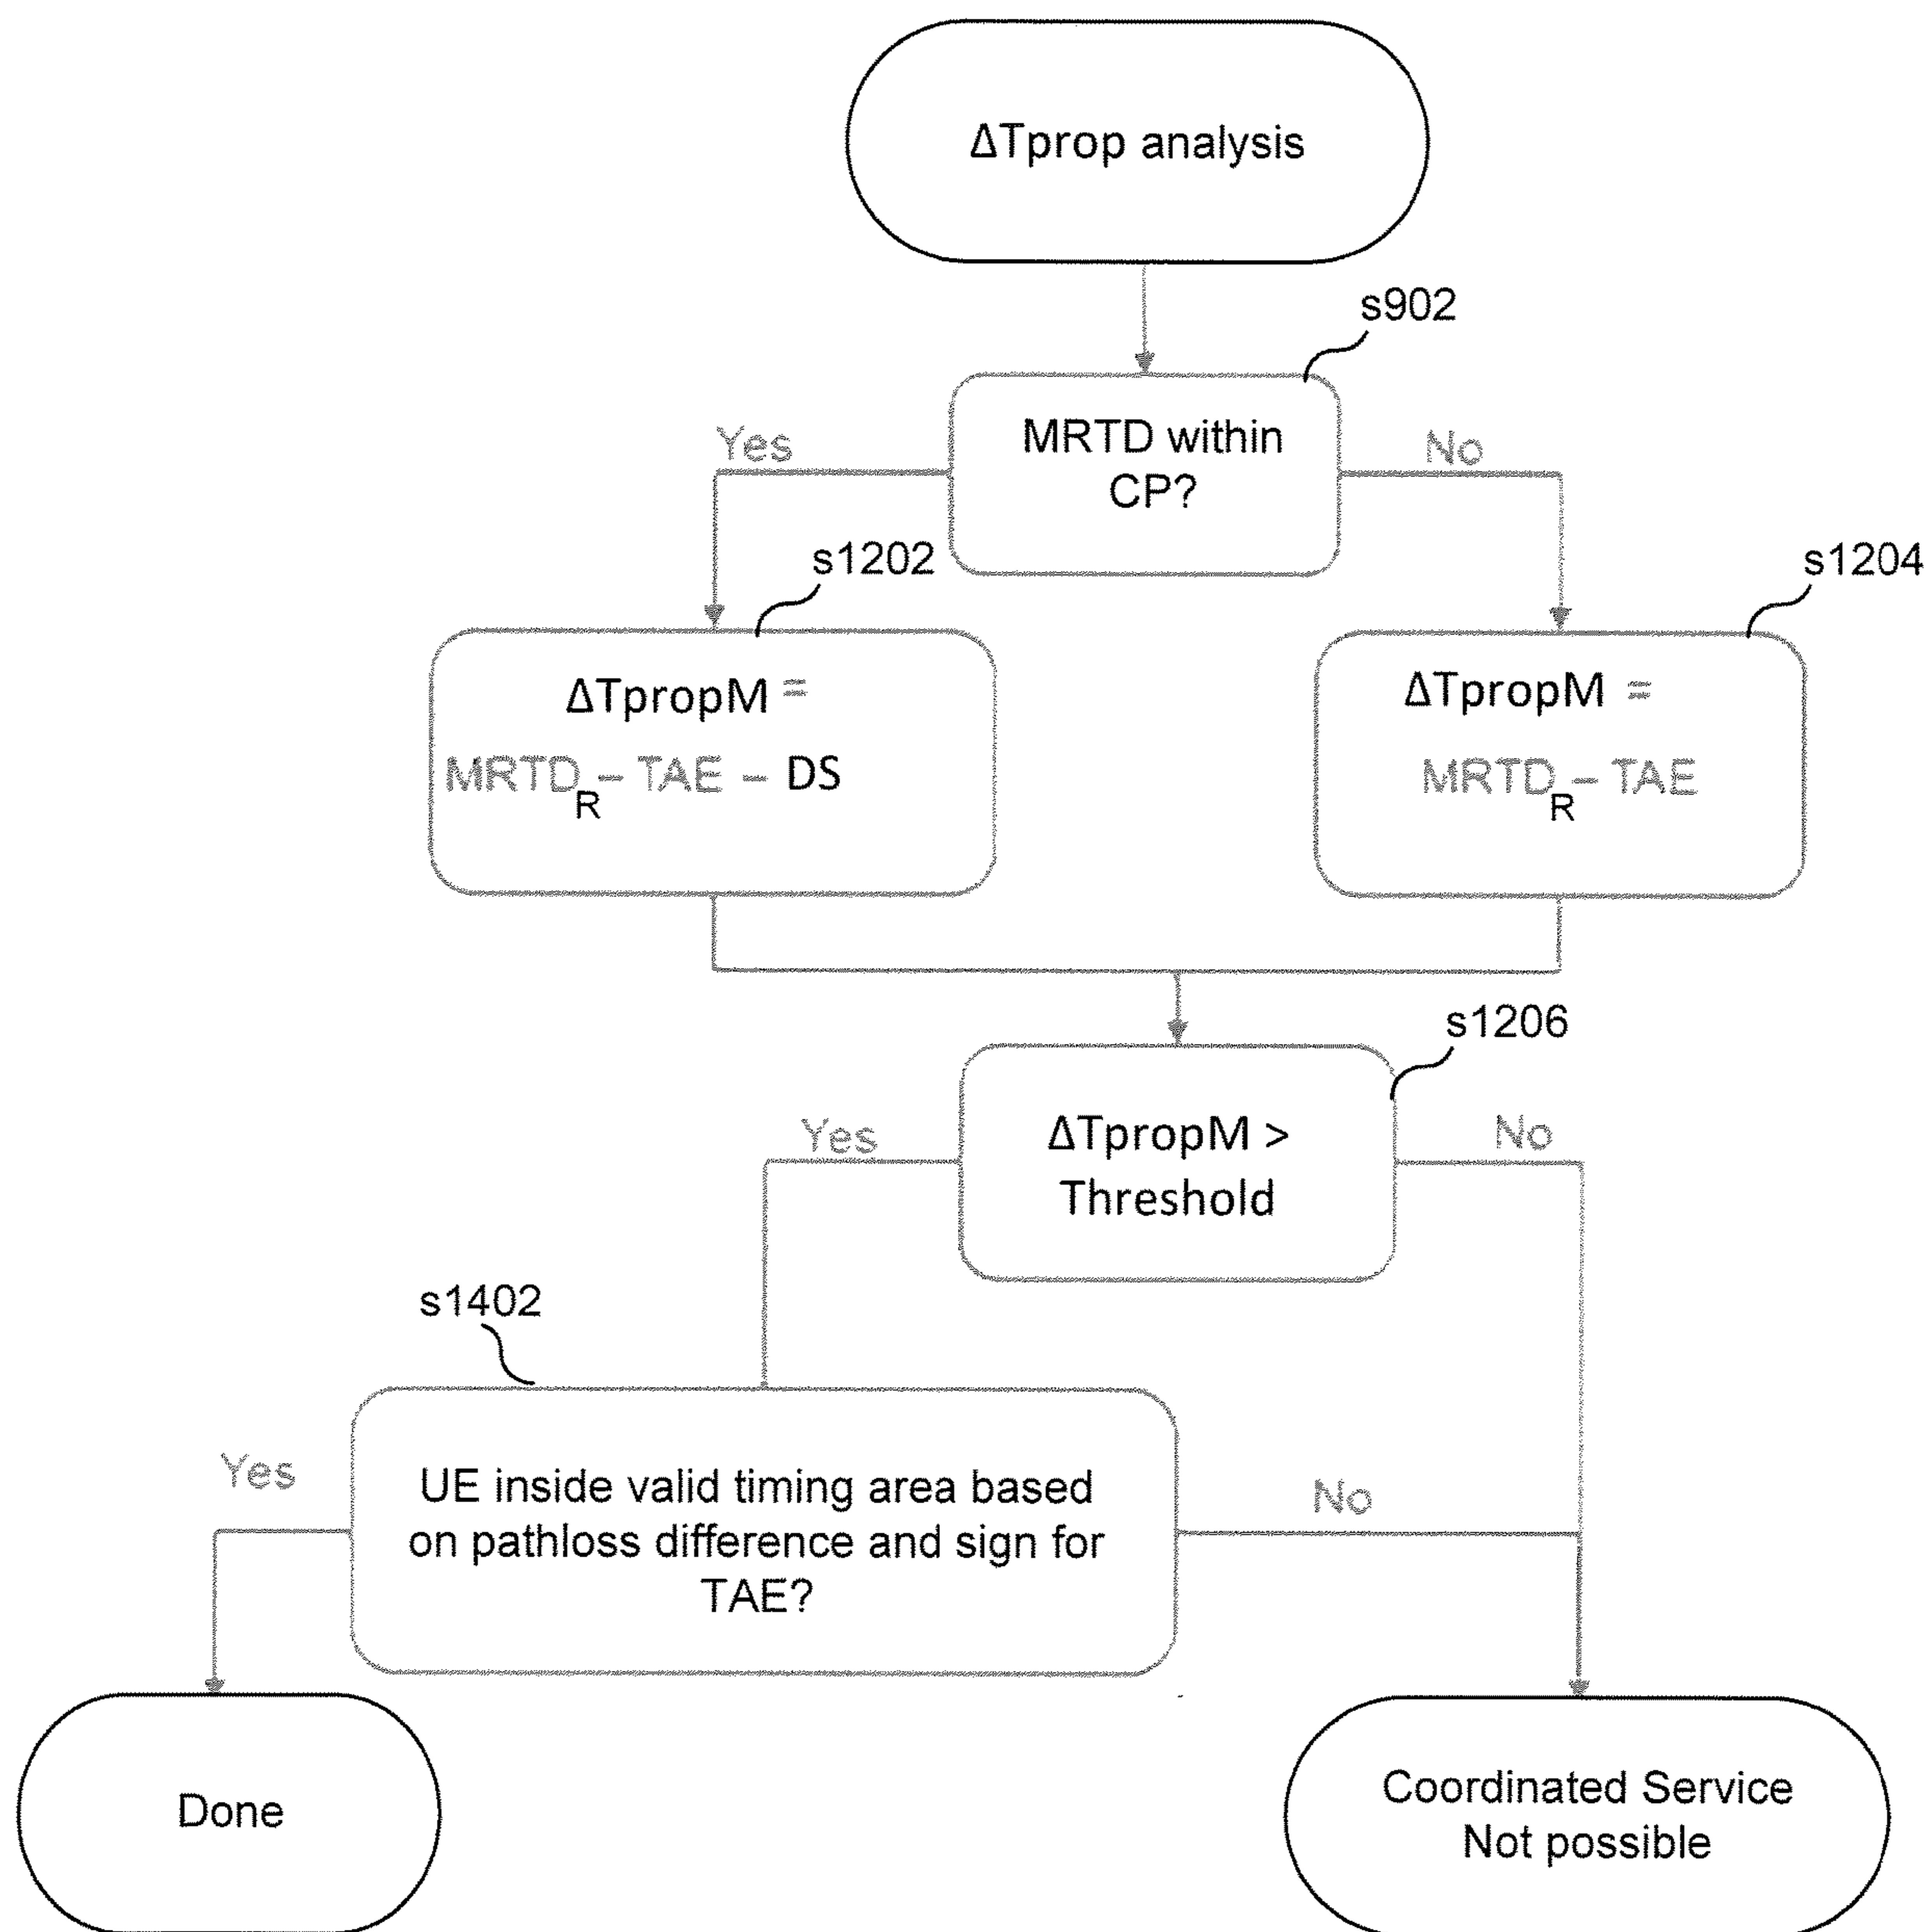 ΔTprop analysis
s902
MRTD within
CP?
Yes
No
s1202
s1204
ΔTpropM =
MRTD_R – TAE – DS
ΔTpropM =
MRTD_R – TAE
s1206
ΔTpropM >
Threshold
Yes
No
s1402
UE inside valid timing area based
on pathloss difference and sign for
TAE?
Yes
No
Done
Coordinated Service
Not possible